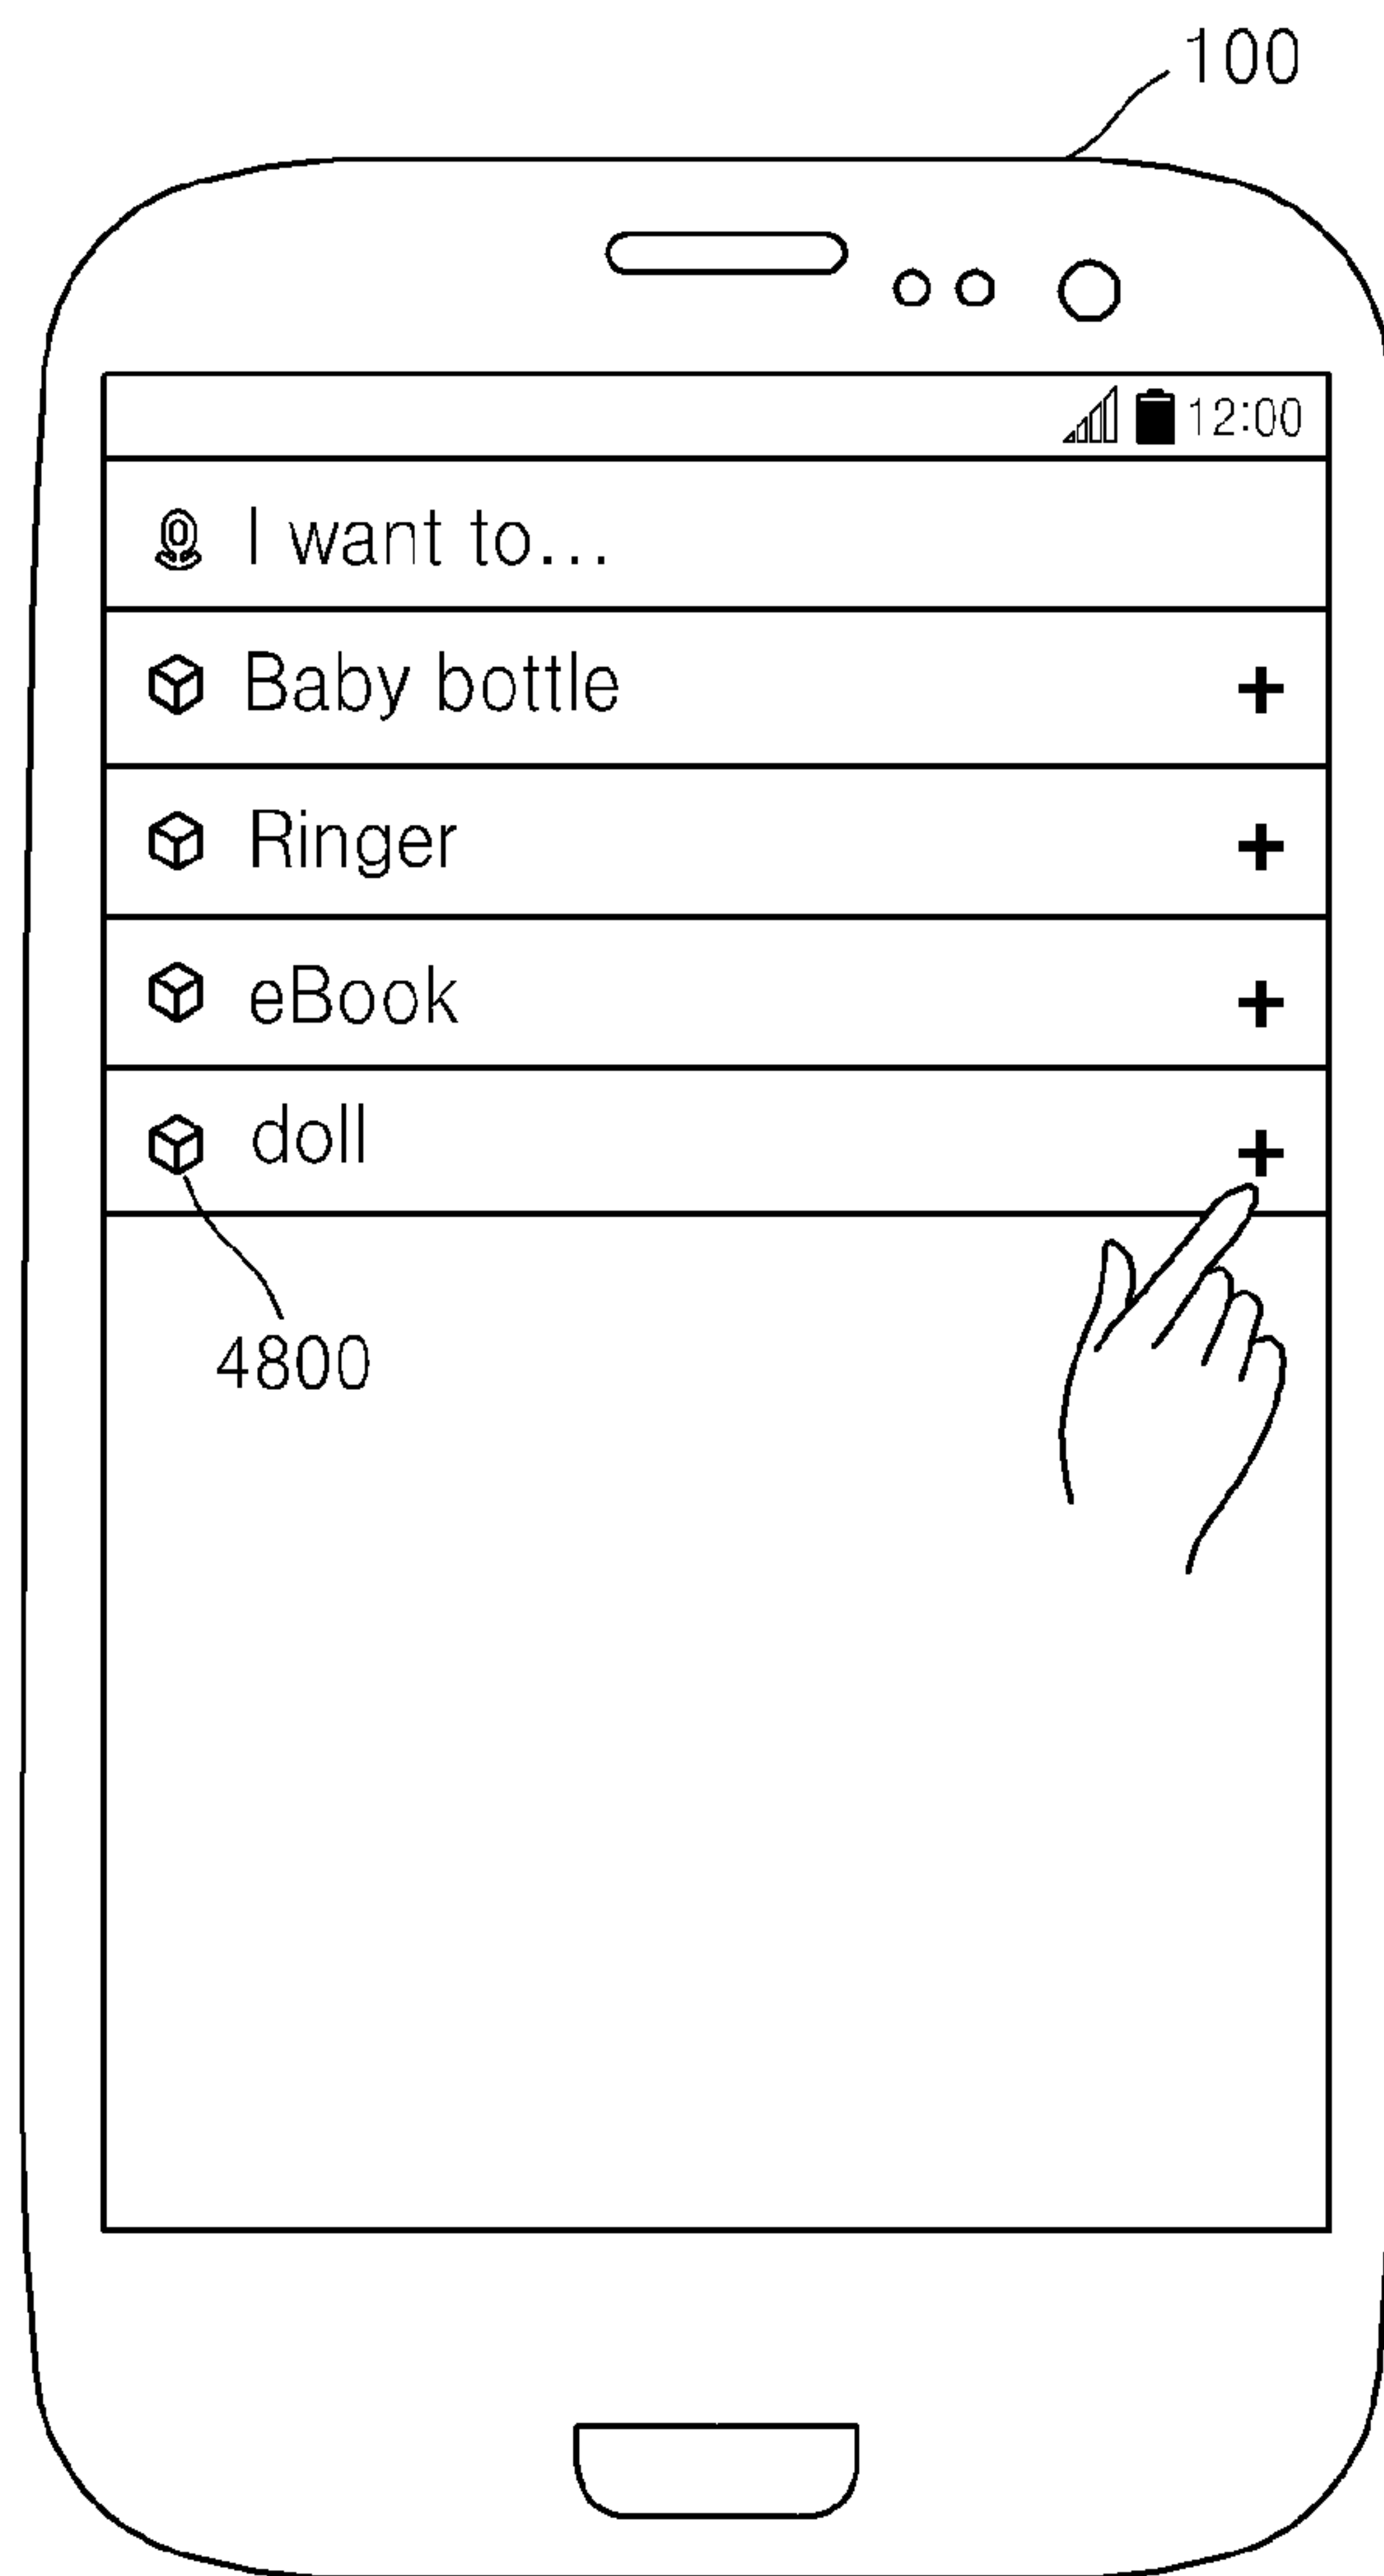 100
12:00
I want to...
Baby bottle +
Ringer +
eBook +
doll +
4800